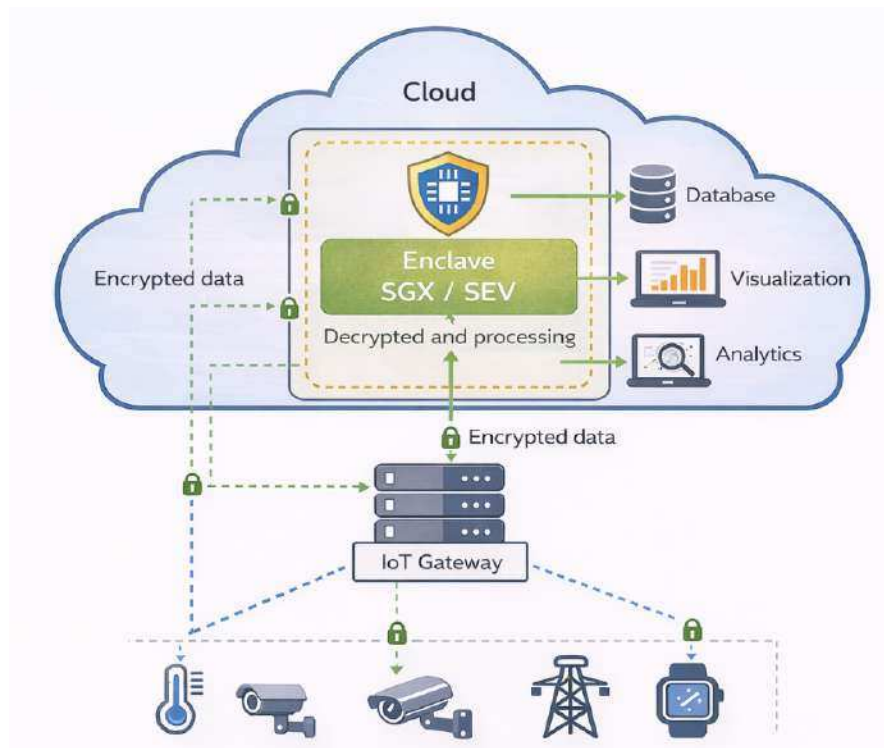 Cloud
Database
Enclave
SGX / SEV
Encrypted data
Visualization
Decrypted and processing
Analytics
Encrypted data
IoT Gateway